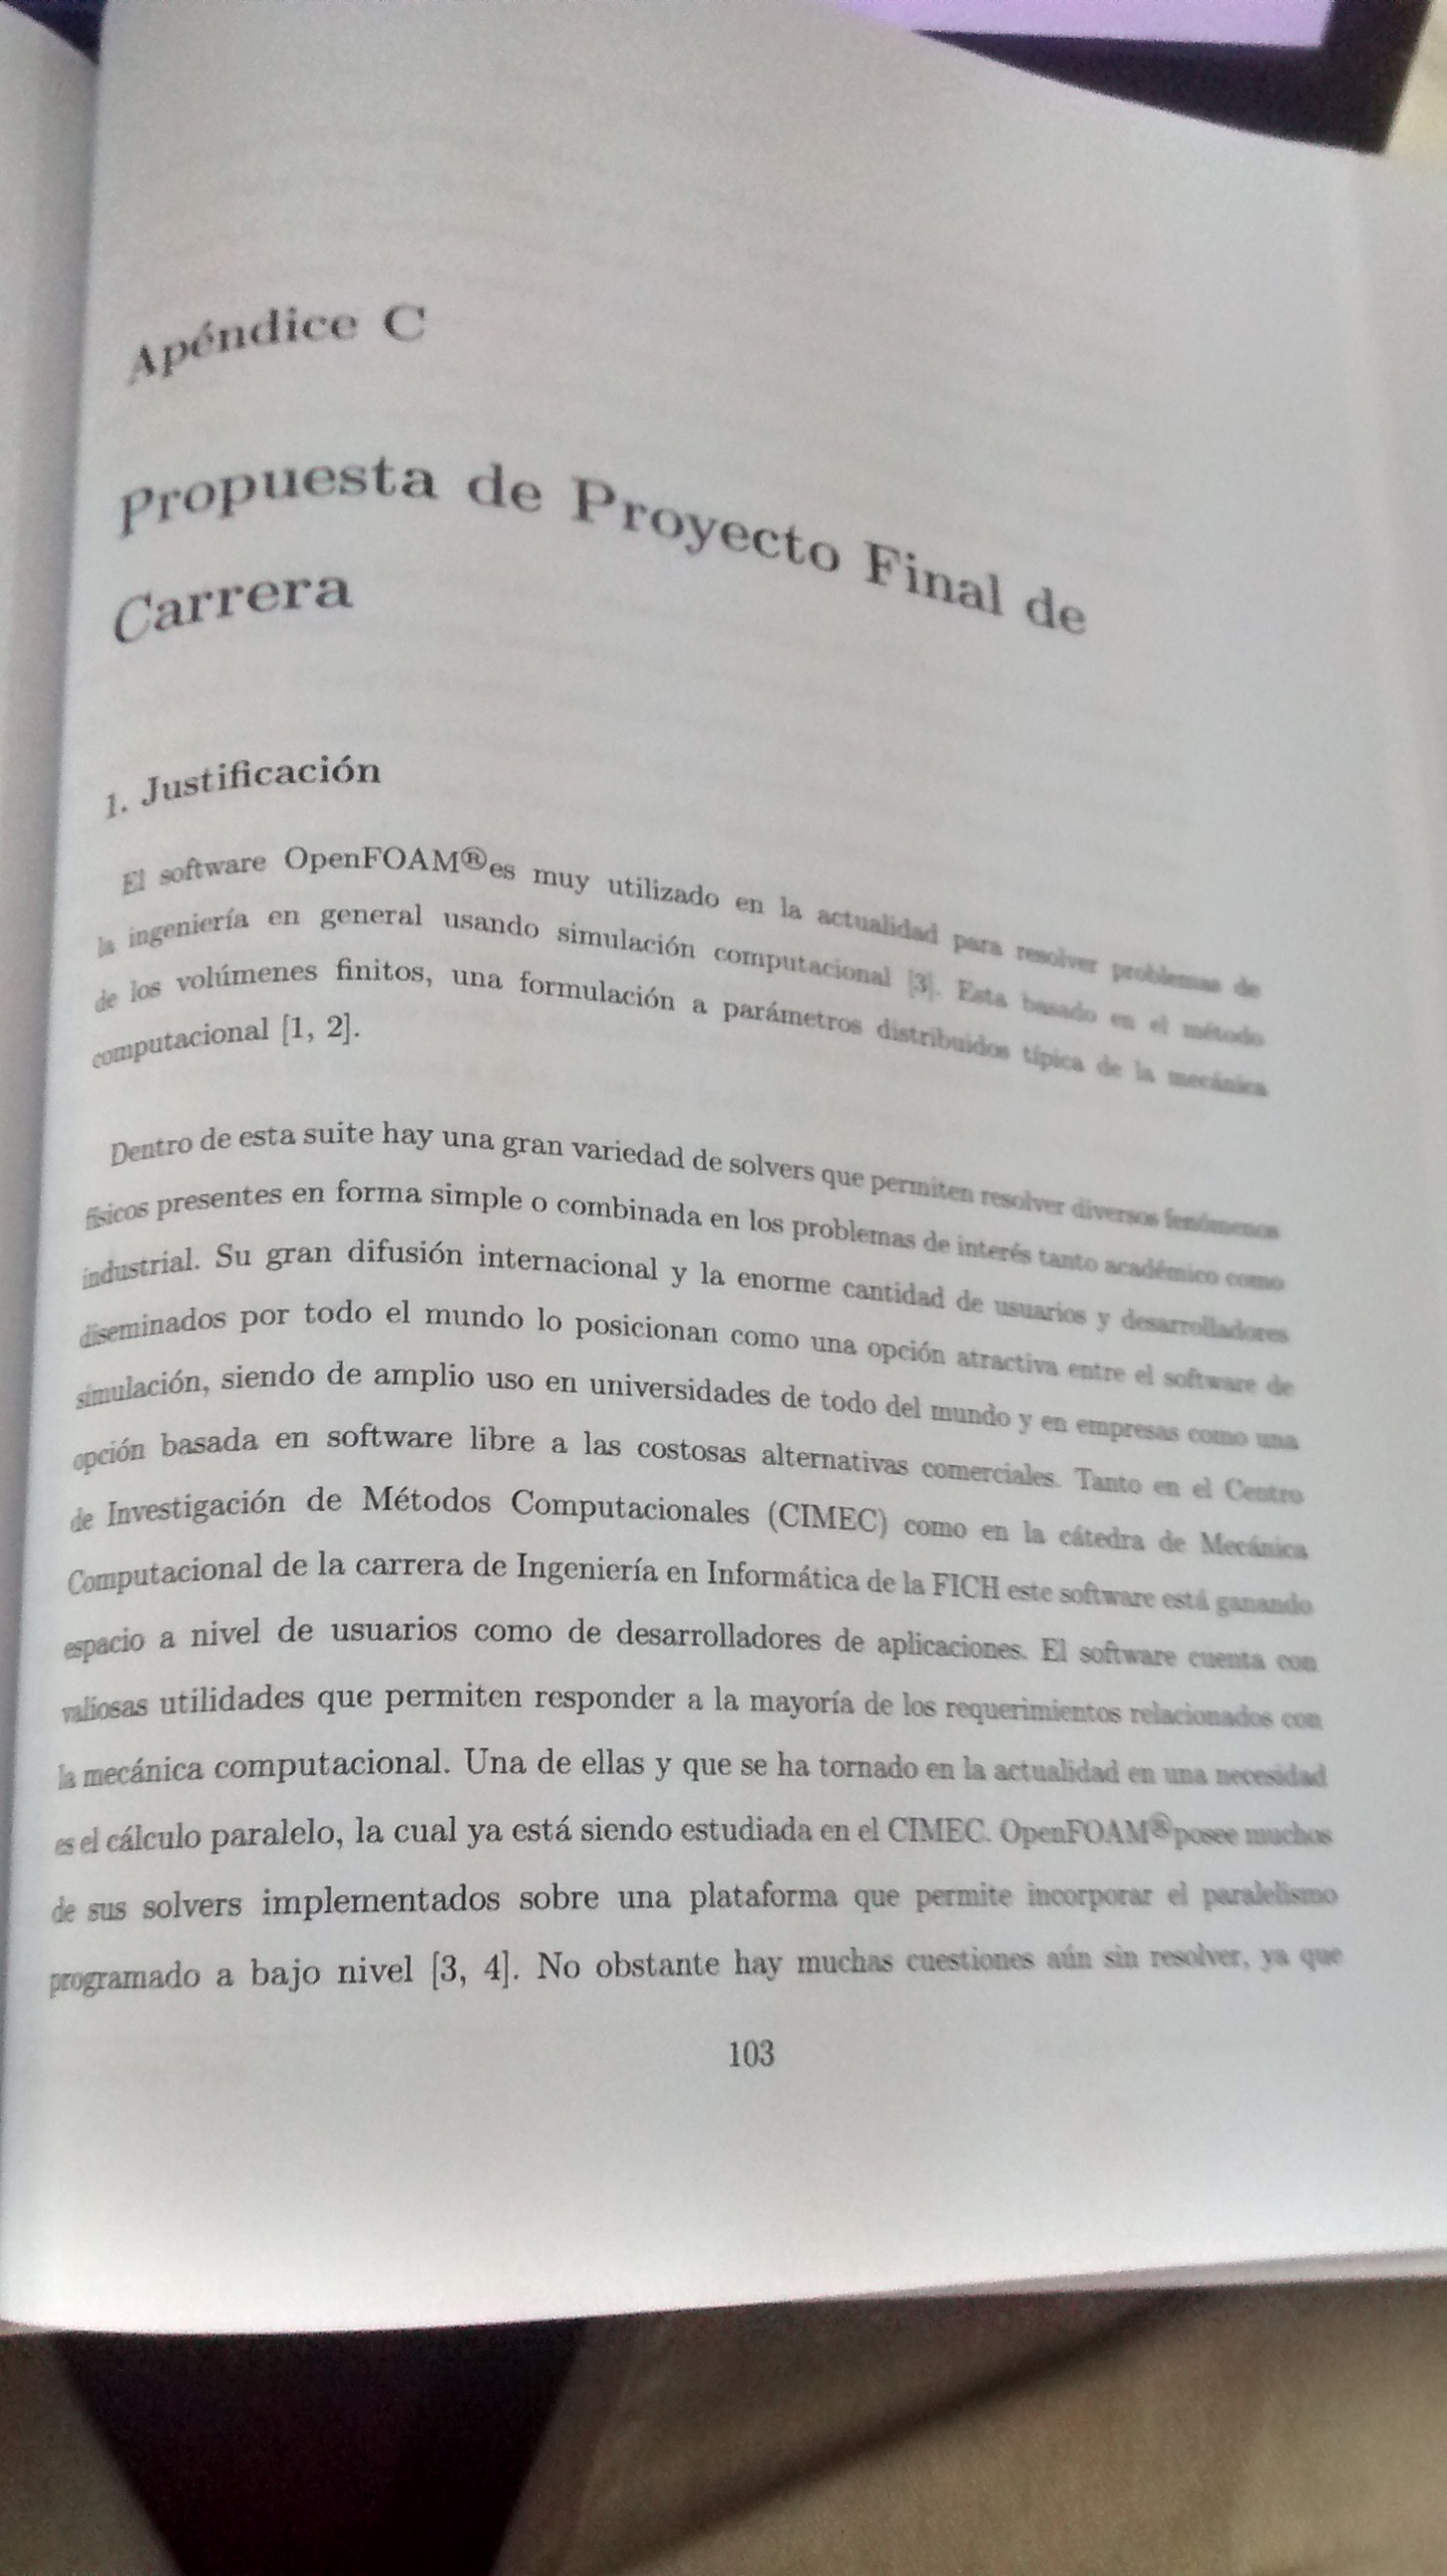 Apéndice C
Propuesta de Proyecto Final de
Carrera
1. Justificación
El software OpenFOAM® es muy utilizado en la actualidad para resolver problemas de
la ingeniería en general usando simulación computacional [3]. Esta basado en el método
de los volúmenes finitos, una formulación a parámetros distribuidos típica de la mecánica
computacional [1, 2].
Dentro de esta suite hay una gran variedad de solvers que permiten resolver diversos fenómenos
físicos presentes en forma simple o combinada en los problemas de interés tanto académico como
industrial. Su gran difusión internacional y la enorme cantidad de usuarios y desarrolladores
diseminados por todo el mundo lo posicionan como una opción atractiva entre el software de
simulación, siendo de amplio uso en universidades de todo del mundo y en empresas como una
opción basada en software libre a las costosas alternativas comerciales. Tanto en el Centro
de Investigación de Métodos Computacionales (CIMEC) como en la cátedra de Mecánica
Computacional de la carrera de Ingeniería en Informática de la FICH este software está ganando
espacio a nivel de usuarios como de desarrolladores de aplicaciones. El software cuenta con
valiosas utilidades que permiten responder a la mayoría de los requerimientos relacionados con
la mecánica computacional. Una de ellas y que se ha tornado en la actualidad en una necesidad
es el cálculo paralelo, la cual ya está siendo estudiada en el CIMEC. OpenFOAM® posee muchos
de sus solvers implementados sobre una plataforma que permite incorporar el paralelismo
programado a bajo nivel [3, 4]. No obstante hay muchas cuestiones aún sin resolver, ya que
103